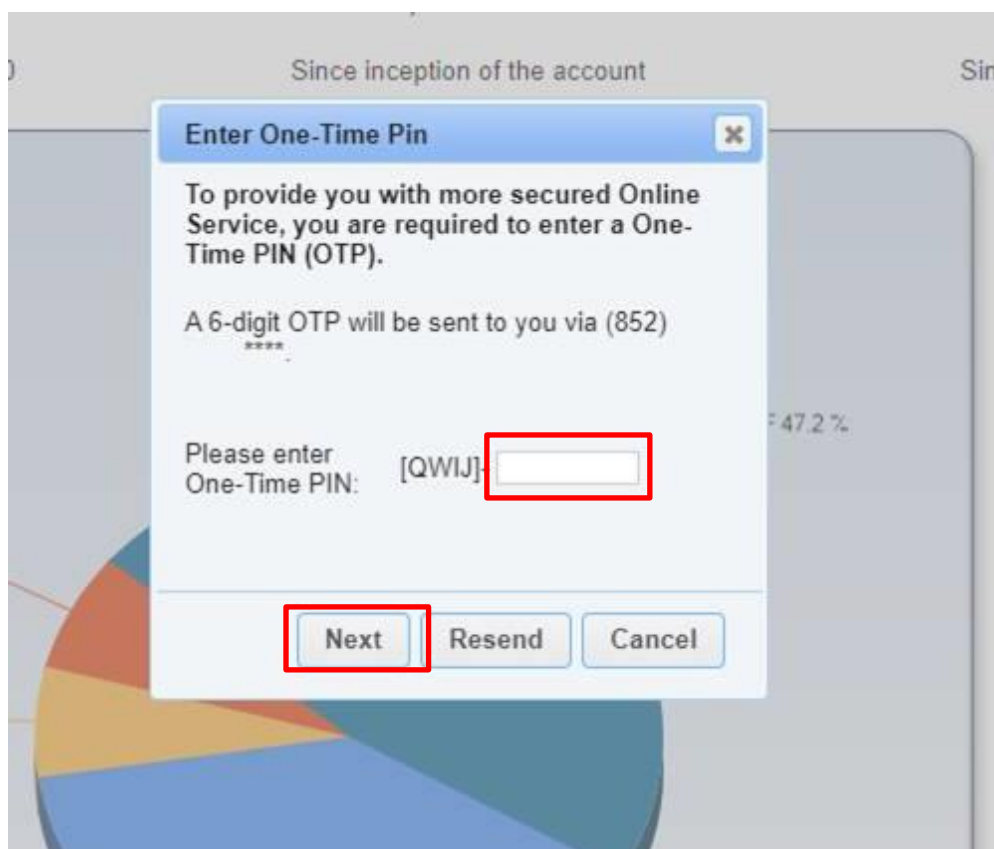 Since inception of the account
Enter One-Time Pin
To provide you with more secured Online
Service, you are required to enter a One-
Time PIN (OTP).
A 6-digit OTP will be sent to you via (852)
****.
47.2 %
Please enter
One-Time PIN:
[QWIJ]-
Next Resend Cancel